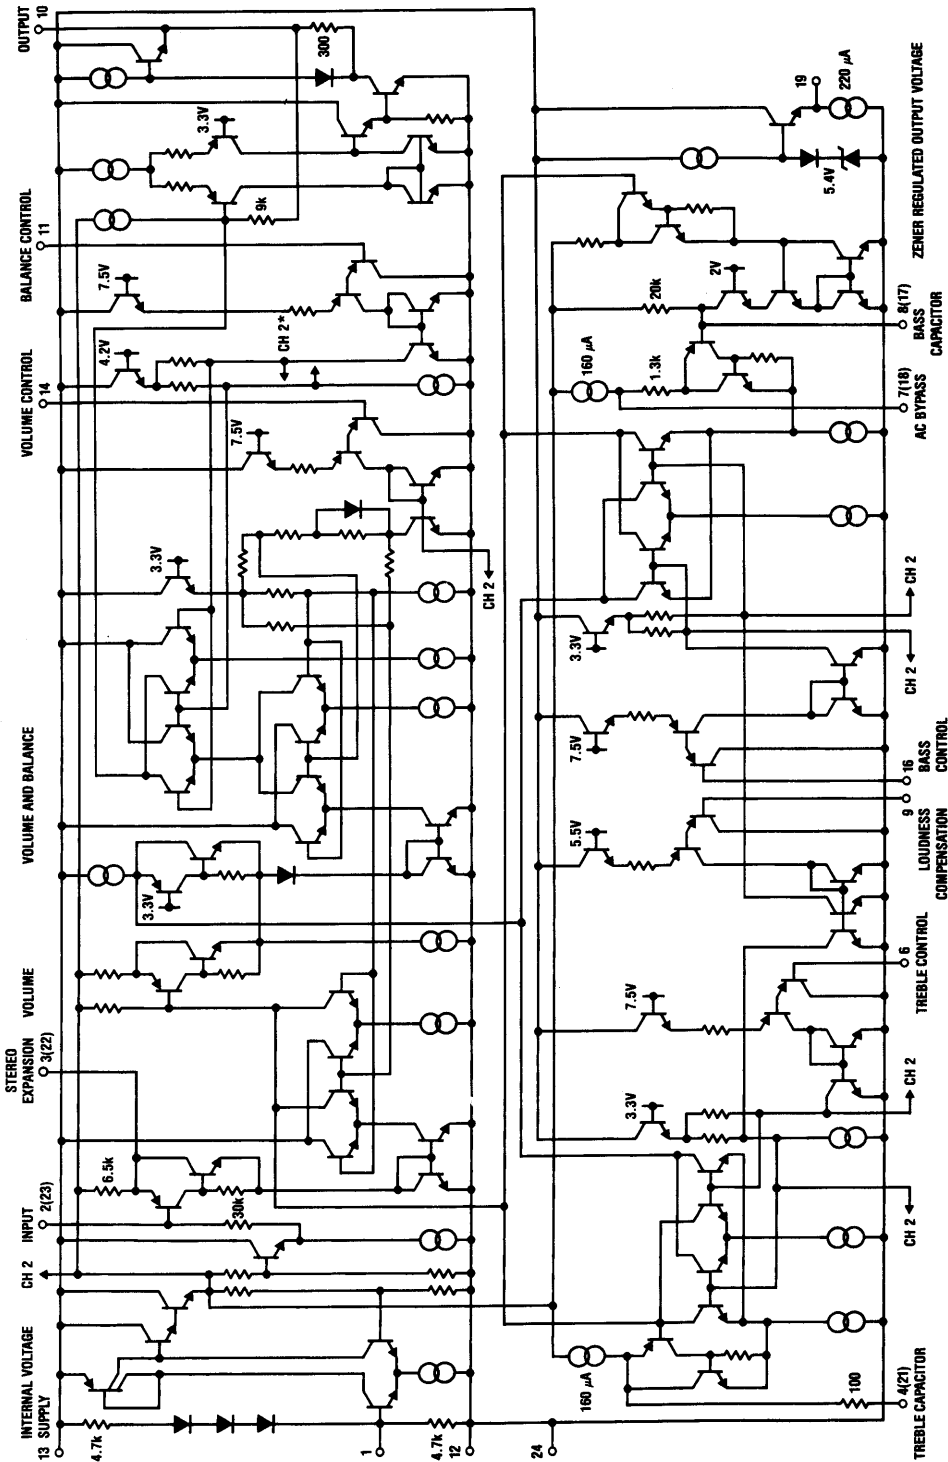 OUTPUT 10
300
3.3V
9k
BALANCE CONTROL
11
7.5V
CH 2*
4.2V
VOLUME CONTROL
14
7.5V
3.3V
CH 2
VOLUME AND BALANCE
3.3V
VOLUME
STEREO
EXPANSION 3(22)
6.5k
INPUT 2(23)
30k
CH 2
INTERNAL VOLTAGE
SUPPLY
13
4.7k
1
4.7k
12
ZENER REGULATED OUTPUT VOLTAGE
19
220 μA
5.4V
2V
20k
8(17)
BASS
CAPACITOR
160 μA
1.3k
7(18)
AC BYPASS
3.3V
CH 2
CH 2
7.5V
16
BASS
CONTROL
9
LOUDNESS
COMPENSATION
5.5V
6
TREBLE CONTROL
7.5V
3.3V
CH 2
CH 2
160 μA
100
4(21)
TREBLE CAPACITOR
24